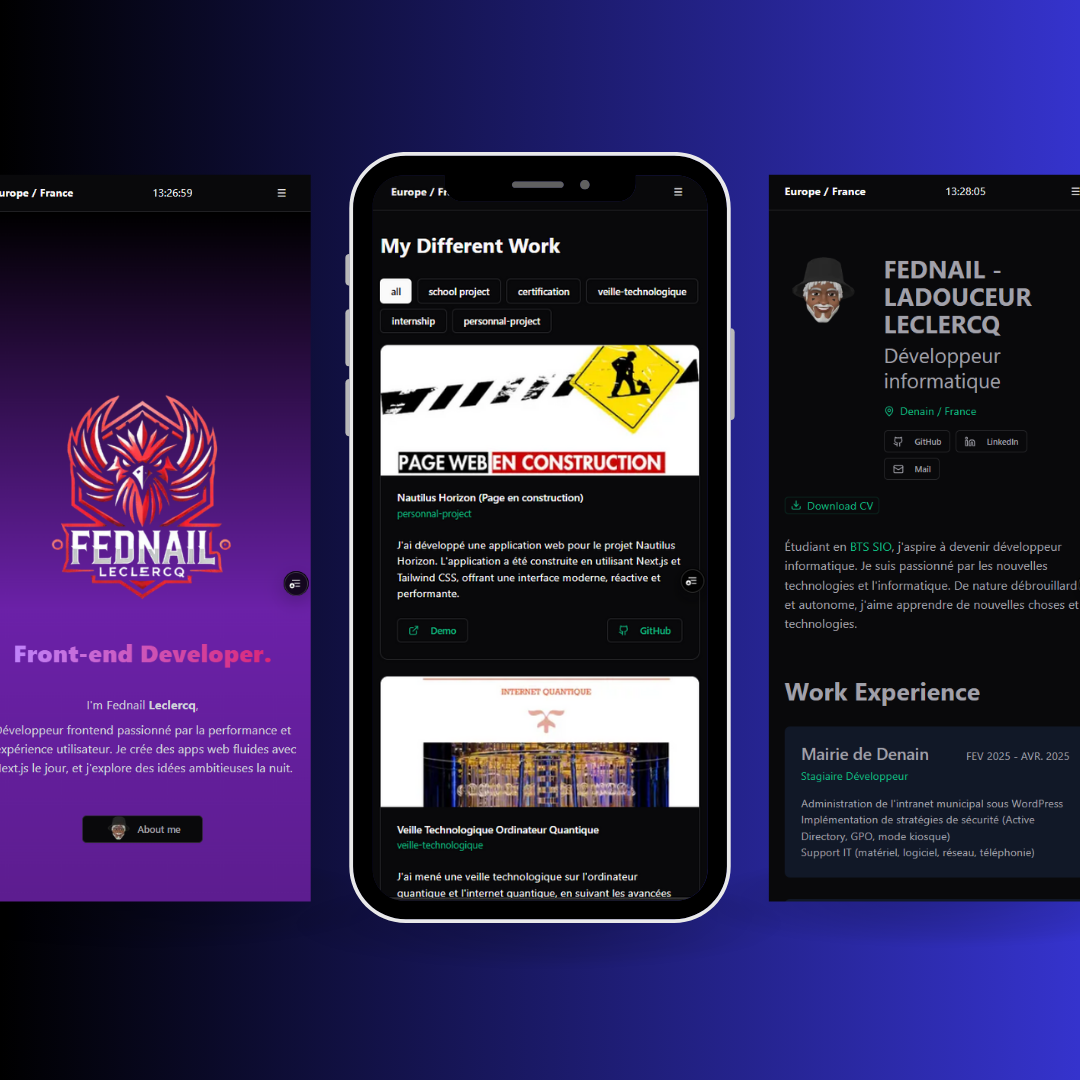 Europe / France
13:26:59
FEDNAIL
LECLERCQ
Front-end Developer.
I'm Fednail Leclercq,
Développeur frontend passionné par la performance et
expérience utilisateur. Je crée des apps web fluides avec
Next.js le jour, et j'explore des idées ambitieuses la nuit.
About me
Europe / Fr
My Different Work
all
school project
certification
veille-technologique
internship
personnal-project
PAGE WEB EN CONSTRUCTION
Nautilus Horizon (Page en construction)
personnal-project
J'ai développé une application web pour le projet Nautilus
Horizon. L'application a été construite en utilisant Next.js et
Tailwind CSS, offrant une interface moderne, réactive et
performante.
Demo
GitHub
INTERNET QUANTIQUE
Veille Technologique Ordinateur Quantique
veille-technologique
J'ai mené une veille technologique sur l'ordinateur
quantique et l'internet quantique, en suivant les avancées
Europe / France
13:28:05
FEDNAIL -
LADOUCEUR
LECLERCQ
Développeur
informatique
Denain / France
GitHub
LinkedIn
Mail
Download CV
Étudiant en BTS SIO, j'aspire à devenir développeur
informatique. Je suis passionné par les nouvelles
technologies et l'informatique. De nature débrouillard
et autonome, j'aime apprendre de nouvelles choses et
technologies.
Work Experience
Mairie de Denain
FEV 2025 - AVR. 2025
Stagiaire Développeur
Administration de l'intranet municipal sous WordPress
Implémentation de stratégies de sécurité (Active
Directory, GPO, mode kiosque)
Support IT (matériel, logiciel, réseau, téléphonie)